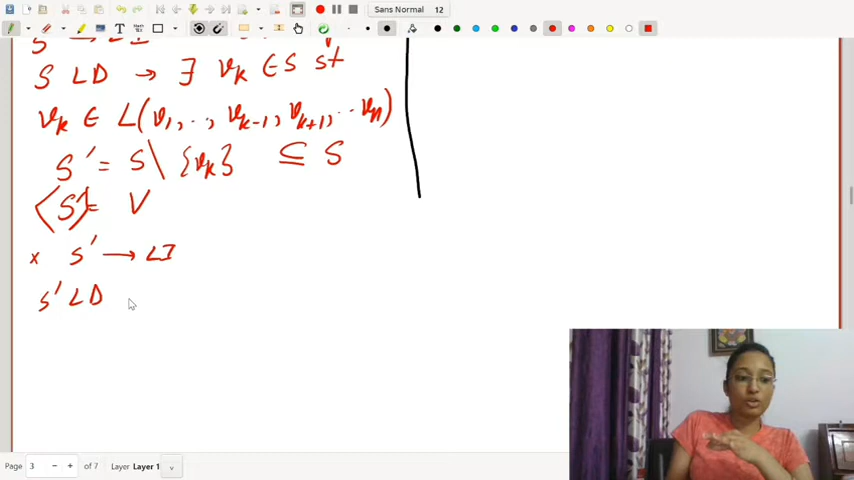 Sans Normal 12
S LD → ∃ vₖ ∈ S st
vₖ ∈ L(v₁, .., vₖ₋₁, vₖ₊₁, .. vₙ)
S' = S \ {vₖ} ⊆ S
⟨S'⟩ = V
x S' → LI
S' LD
Page 3 of 7 Layer Layer 1